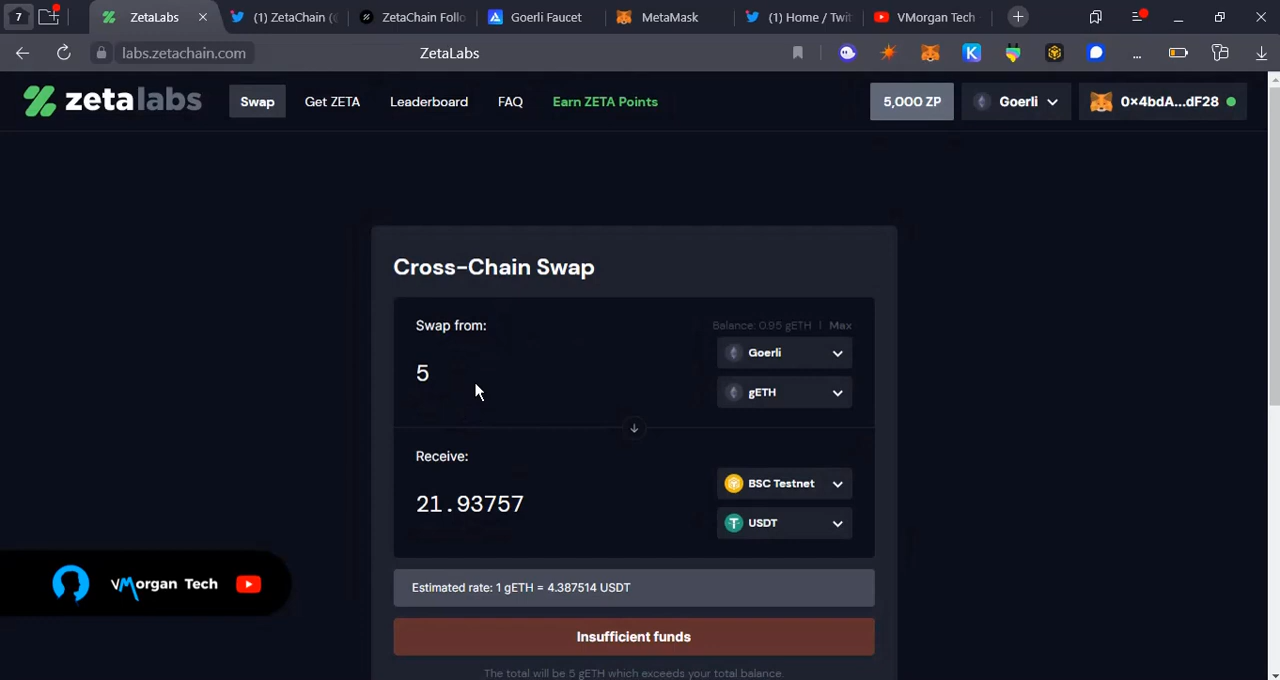 7
ZetaLabs
(1) ZetaChain (
ZetaChain Follo
Goerli Faucet
MetaMask
(1) Home / Twit
VMorgan Tech
labs.zetachain.com
ZetaLabs
K
...
zetalabs
Swap
Get ZETA
Leaderboard
FAQ
Earn ZETA Points
5,000 ZP
Goerli
0×4bdA...dF28
Cross-Chain Swap
Swap from:
Balance: 0.95 gETH | Max
Goerli
5
gETH
Receive:
BSC Testnet
21.93757
USDT
VMorgan Tech
Estimated rate: 1 gETH = 4.387514 USDT
Insufficient funds
The total will be 5 gETH which exceeds your total balance.